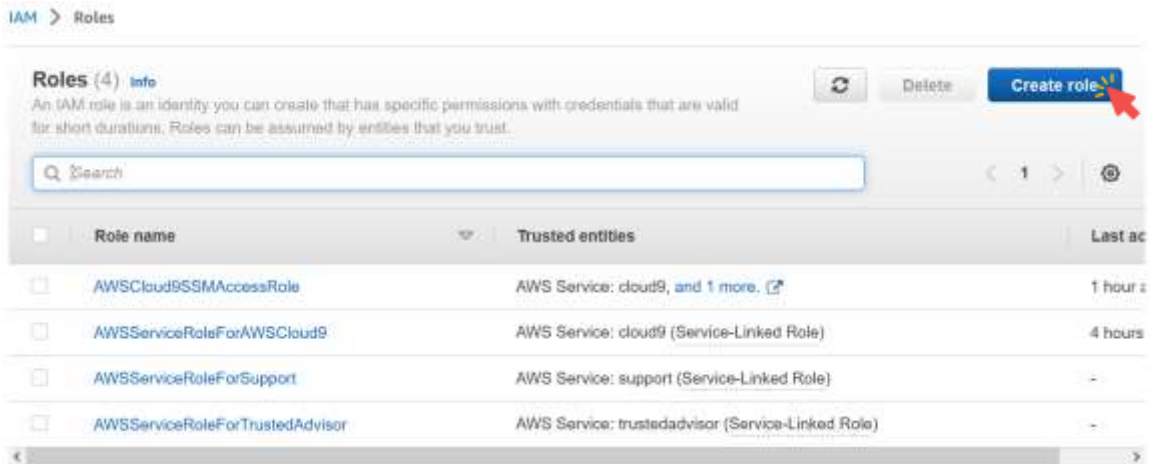 IAM > Roles
Roles (4) Info
Delete
Create role
An IAM role is an identity you can create that has specific permissions with credentials that are valid
for short durations. Roles can be assumed by entities that you trust.
Search
< 1 >
Role name
Trusted entities
Last ac
AWSCloud9SSMAccessRole
AWS Service: cloud9, and 1 more.
1 hour a
AWSServiceRoleForAWSCloud9
AWS Service: cloud9 (Service-Linked Role)
4 hours
AWSServiceRoleForSupport
AWS Service: support (Service-Linked Role)
-
AWSServiceRoleForTrustedAdvisor
AWS Service: trustedadvisor (Service-Linked Role)
-